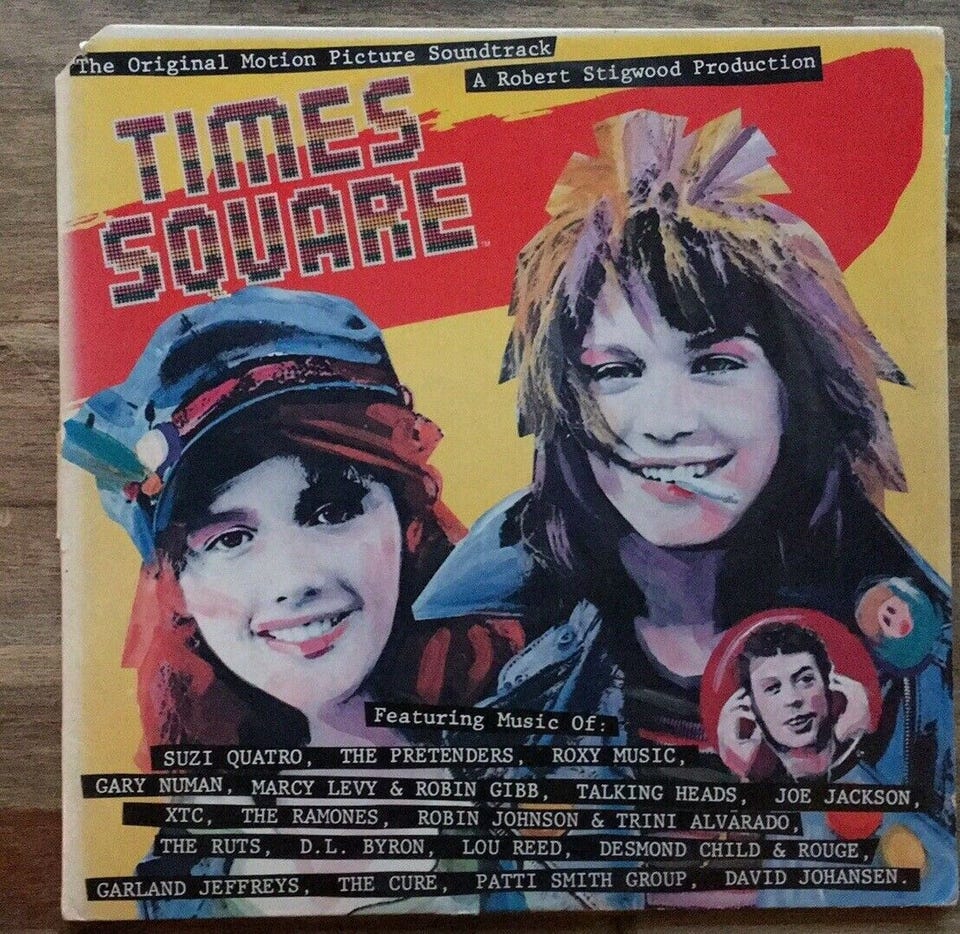 The Original Motion Picture Soundtrack
A Robert Stigwood Production
TIMES
SQUARE™
Featuring Music Of:
SUZI QUATRO, THE PRETENDERS, ROXY MUSIC,
GARY NUMAN, MARCY LEVY & ROBIN GIBB, TALKING HEADS, JOE JACKSON,
XTC, THE RAMONES, ROBIN JOHNSON & TRINI ALVARADO,
THE RUTS, D.L. BYRON, LOU REED, DESMOND CHILD & ROUGE,
GARLAND JEFFREYS, THE CURE, PATTI SMITH GROUP, DAVID JOHANSEN.